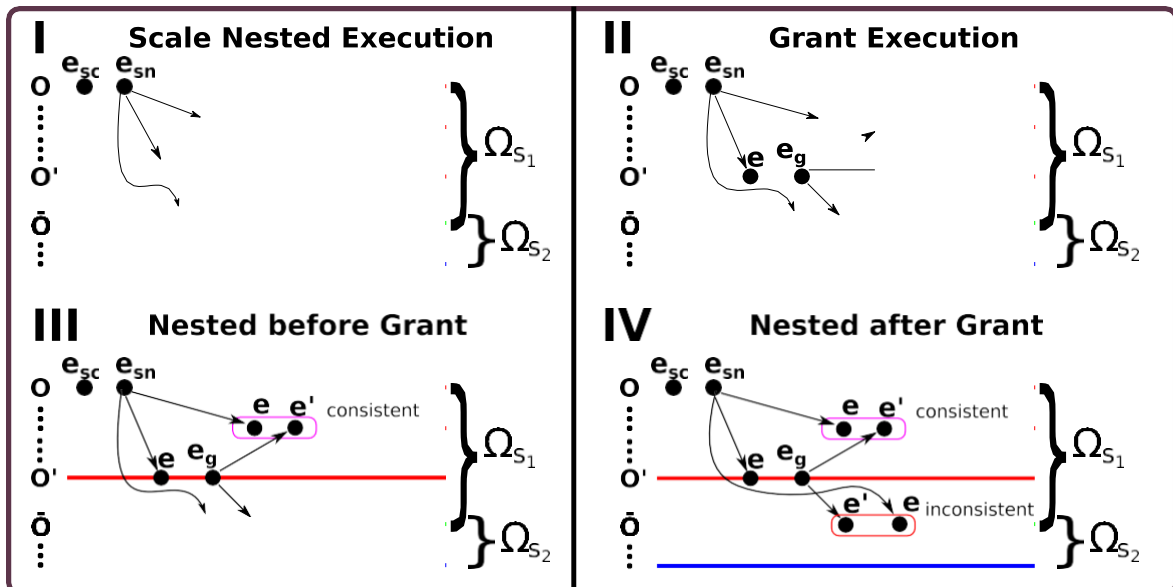 I Scale Nested Execution
e_sc e_sn
O
O'
Ō
Ω_S1
Ω_S2
II Grant Execution
e_sc e_sn
O
e e_g
O'
Ō
Ω_S1
Ω_S2
III Nested before Grant
e_sc e_sn
O
e e' consistent
e e_g
O'
Ō
Ω_S1
Ω_S2
IV Nested after Grant
e_sc e_sn
O
e e' consistent
e e_g
O'
e' e inconsistent
Ō
Ω_S1
Ω_S2